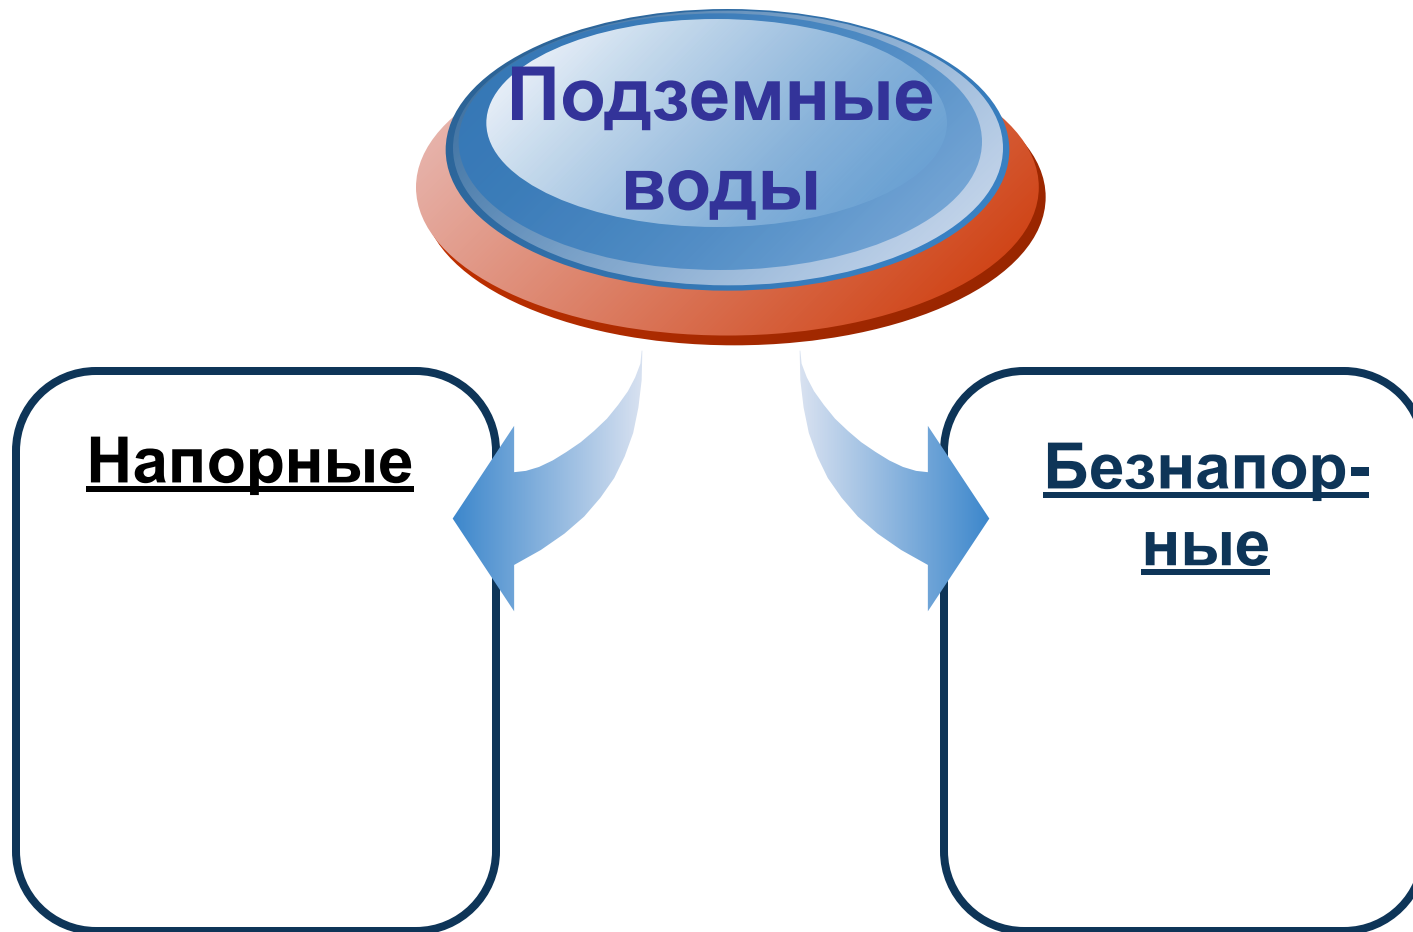 Подземные
воды
Напорные
Безнапор-
ные